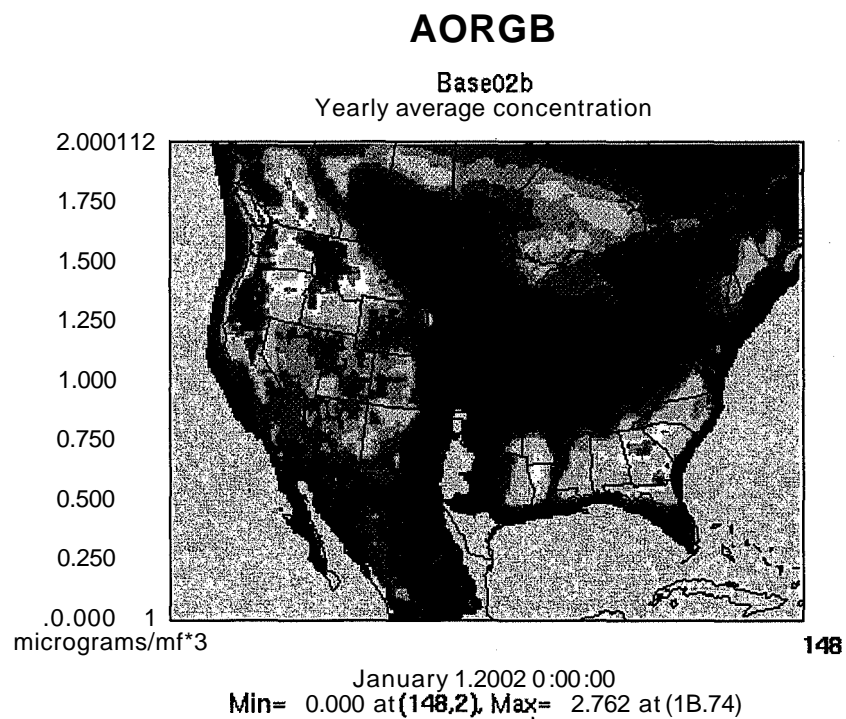 AORGB
Base02b
Yearly average concentration
2.000112
1.750
1.500
1.250
1.000
0.750
0.500
0.250
.0.000 1
micrograms/mf*3
148
January 1.2002 0:00:00
Min= 0.000 at (148,2), Max= 2.762 at (1B.74)